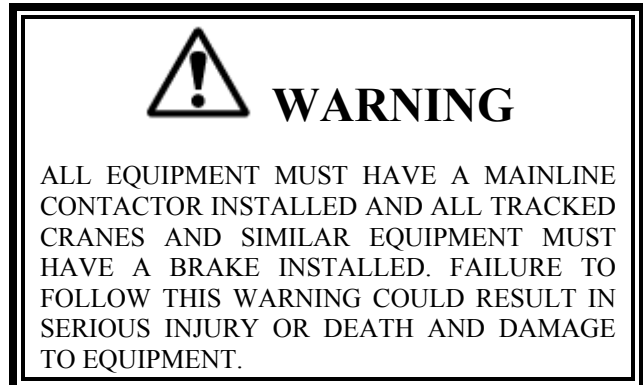 WARNING
ALL EQUIPMENT MUST HAVE A MAINLINE
CONTACTOR INSTALLED AND ALL TRACKED
CRANES AND SIMILAR EQUIPMENT MUST
HAVE A BRAKE INSTALLED. FAILURE TO
FOLLOW THIS WARNING COULD RESULT IN
SERIOUS INJURY OR DEATH AND DAMAGE
TO EQUIPMENT.